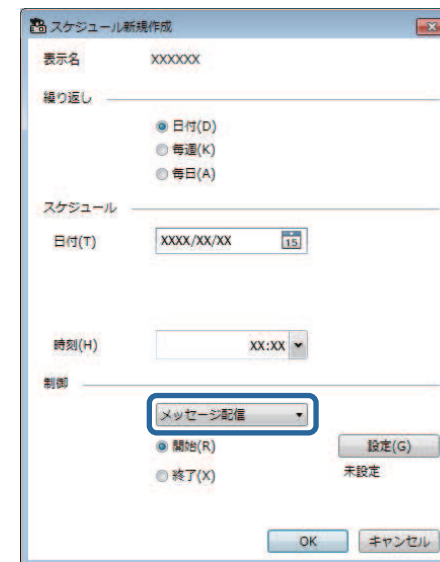 スケジュール新規作成
表示名 XXXXXX
繰り返し
日付(D)
毎週(K)
毎日(A)
スケジュール
日付(T) XXXX/XX/XX 15
時刻(H) XX:XX
制御
メッセージ配信
開始(R) 設定(G)
終了(X) 未設定
OK キャンセル